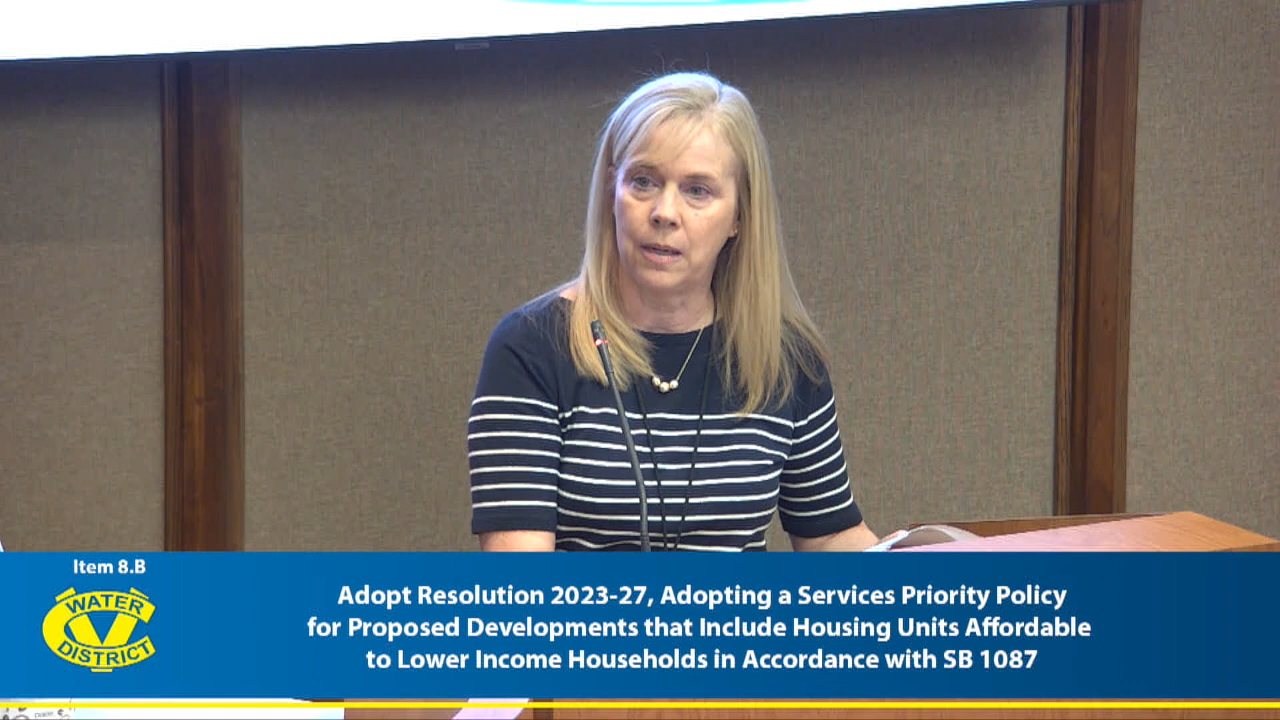 Item 8.B
WATER
CV
DISTRICT
Adopt Resolution 2023-27, Adopting a Services Priority Policy
for Proposed Developments that Include Housing Units Affordable
to Lower Income Households in Accordance with SB 1087